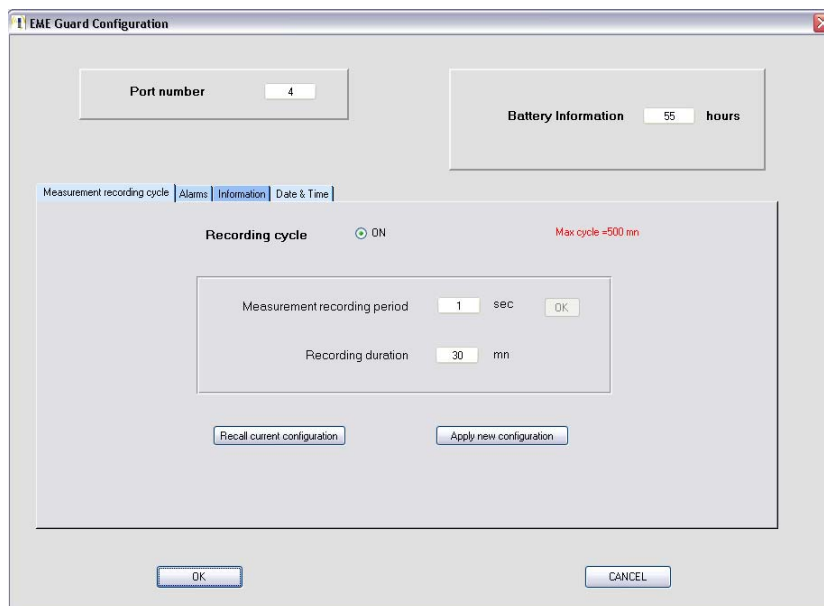 EME Guard Configuration
Port number 4
Battery Information 55 hours
Measurement recording cycle Alarms Information Date & Time
Recording cycle ON Max cycle =500 mn
Measurement recording period 1 sec OK
Recording duration 30 mn
Recall current configuration Apply new configuration
OK CANCEL